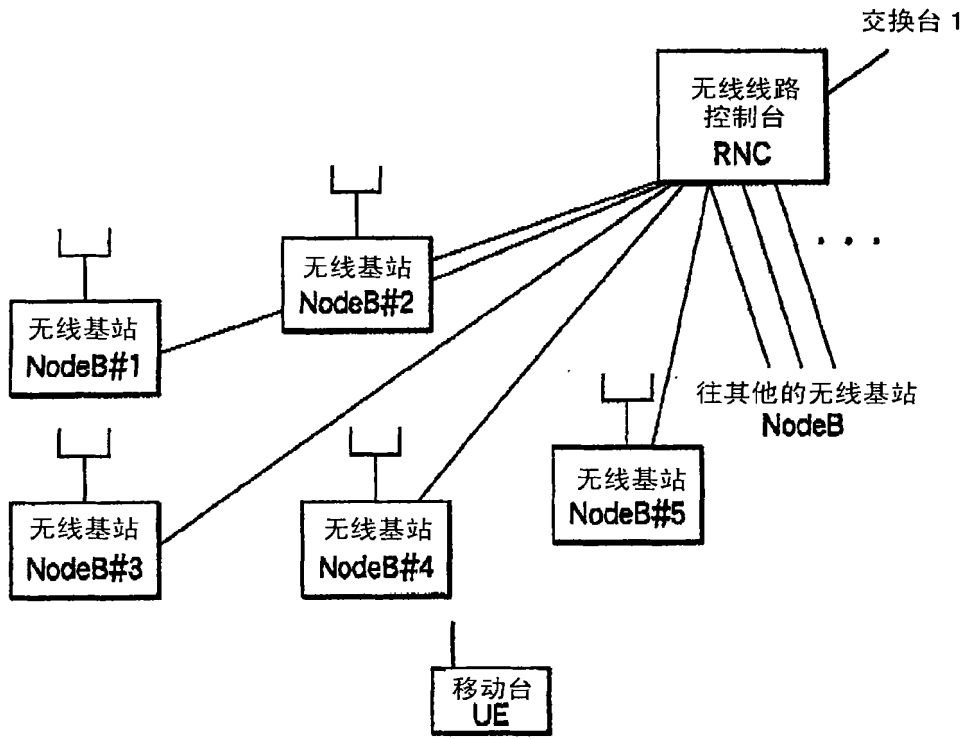 交换台 1
无线线路
控制台
RNC
无线基站
NodeB#2
无线基站
NodeB#1
往其他的无线基站
NodeB
无线基站
NodeB#5
无线基站
NodeB#3
无线基站
NodeB#4
移动台
UE